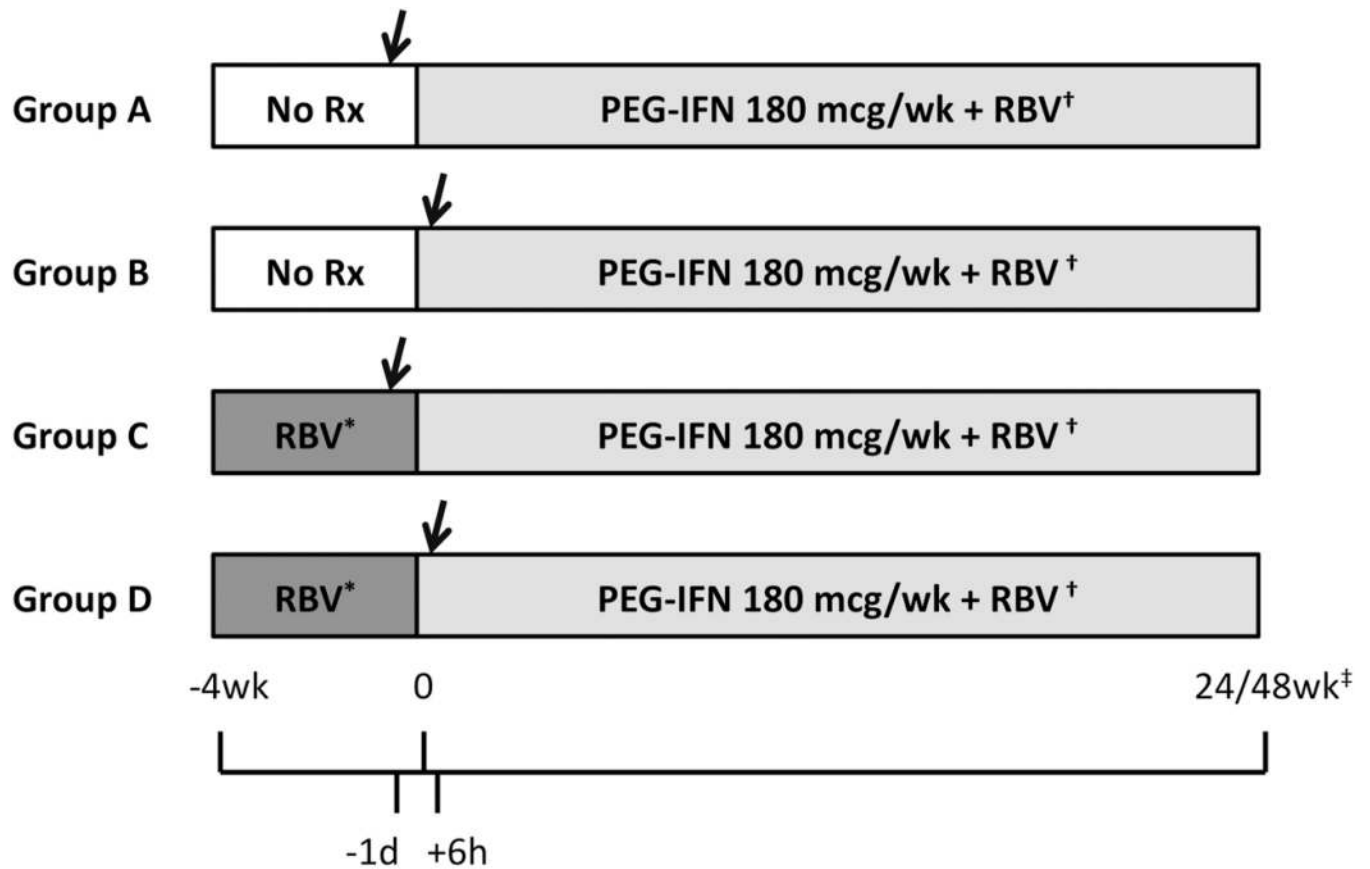 Group A No Rx PEG-IFN 180 mcg/wk + RBV†
Group B No Rx PEG-IFN 180 mcg/wk + RBV †
Group C RBV* PEG-IFN 180 mcg/wk + RBV †
Group D RBV* PEG-IFN 180 mcg/wk + RBV †
-4wk 0 24/48wk‡
-1d +6h